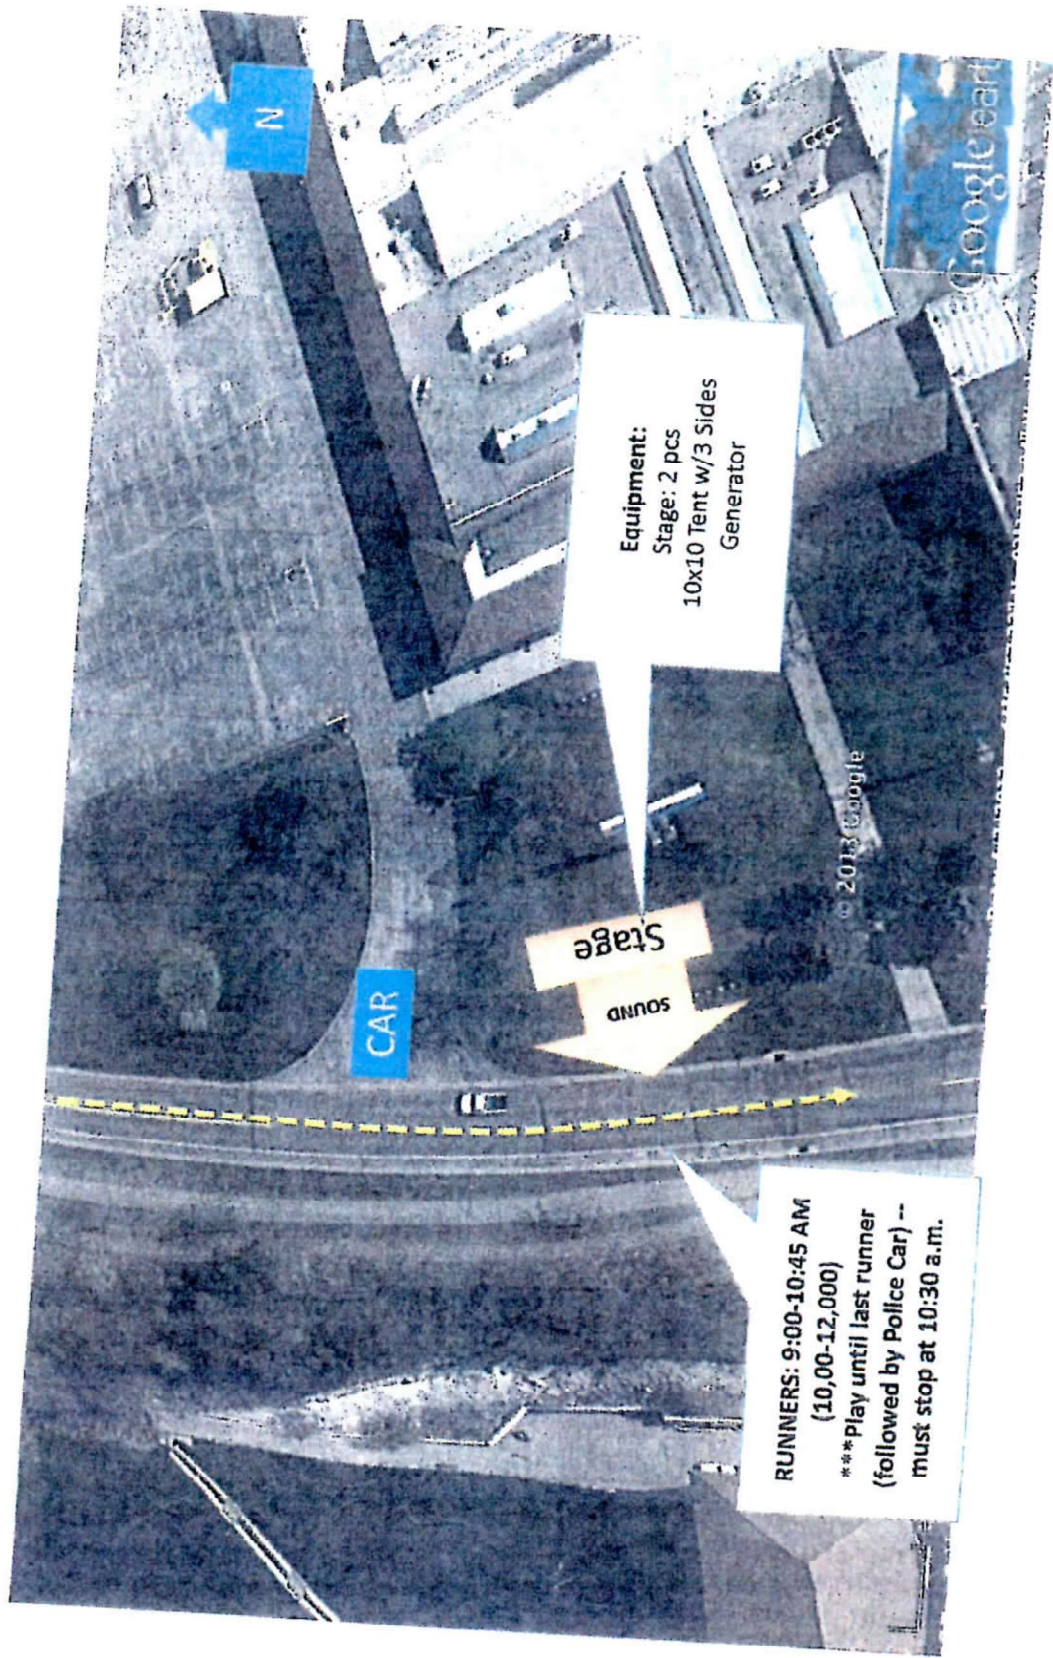 N
CAR
Stage
SOUND
Equipment:
Stage: 2 pcs
10x10 Tent w/3 Sides
Generator
RUNNERS: 9:00-10:45 AM
(10,00-12,000)
***Play until last runner
(followed by Police Car) --
must stop at 10:30 a.m.
© 2013 Google
Google eart